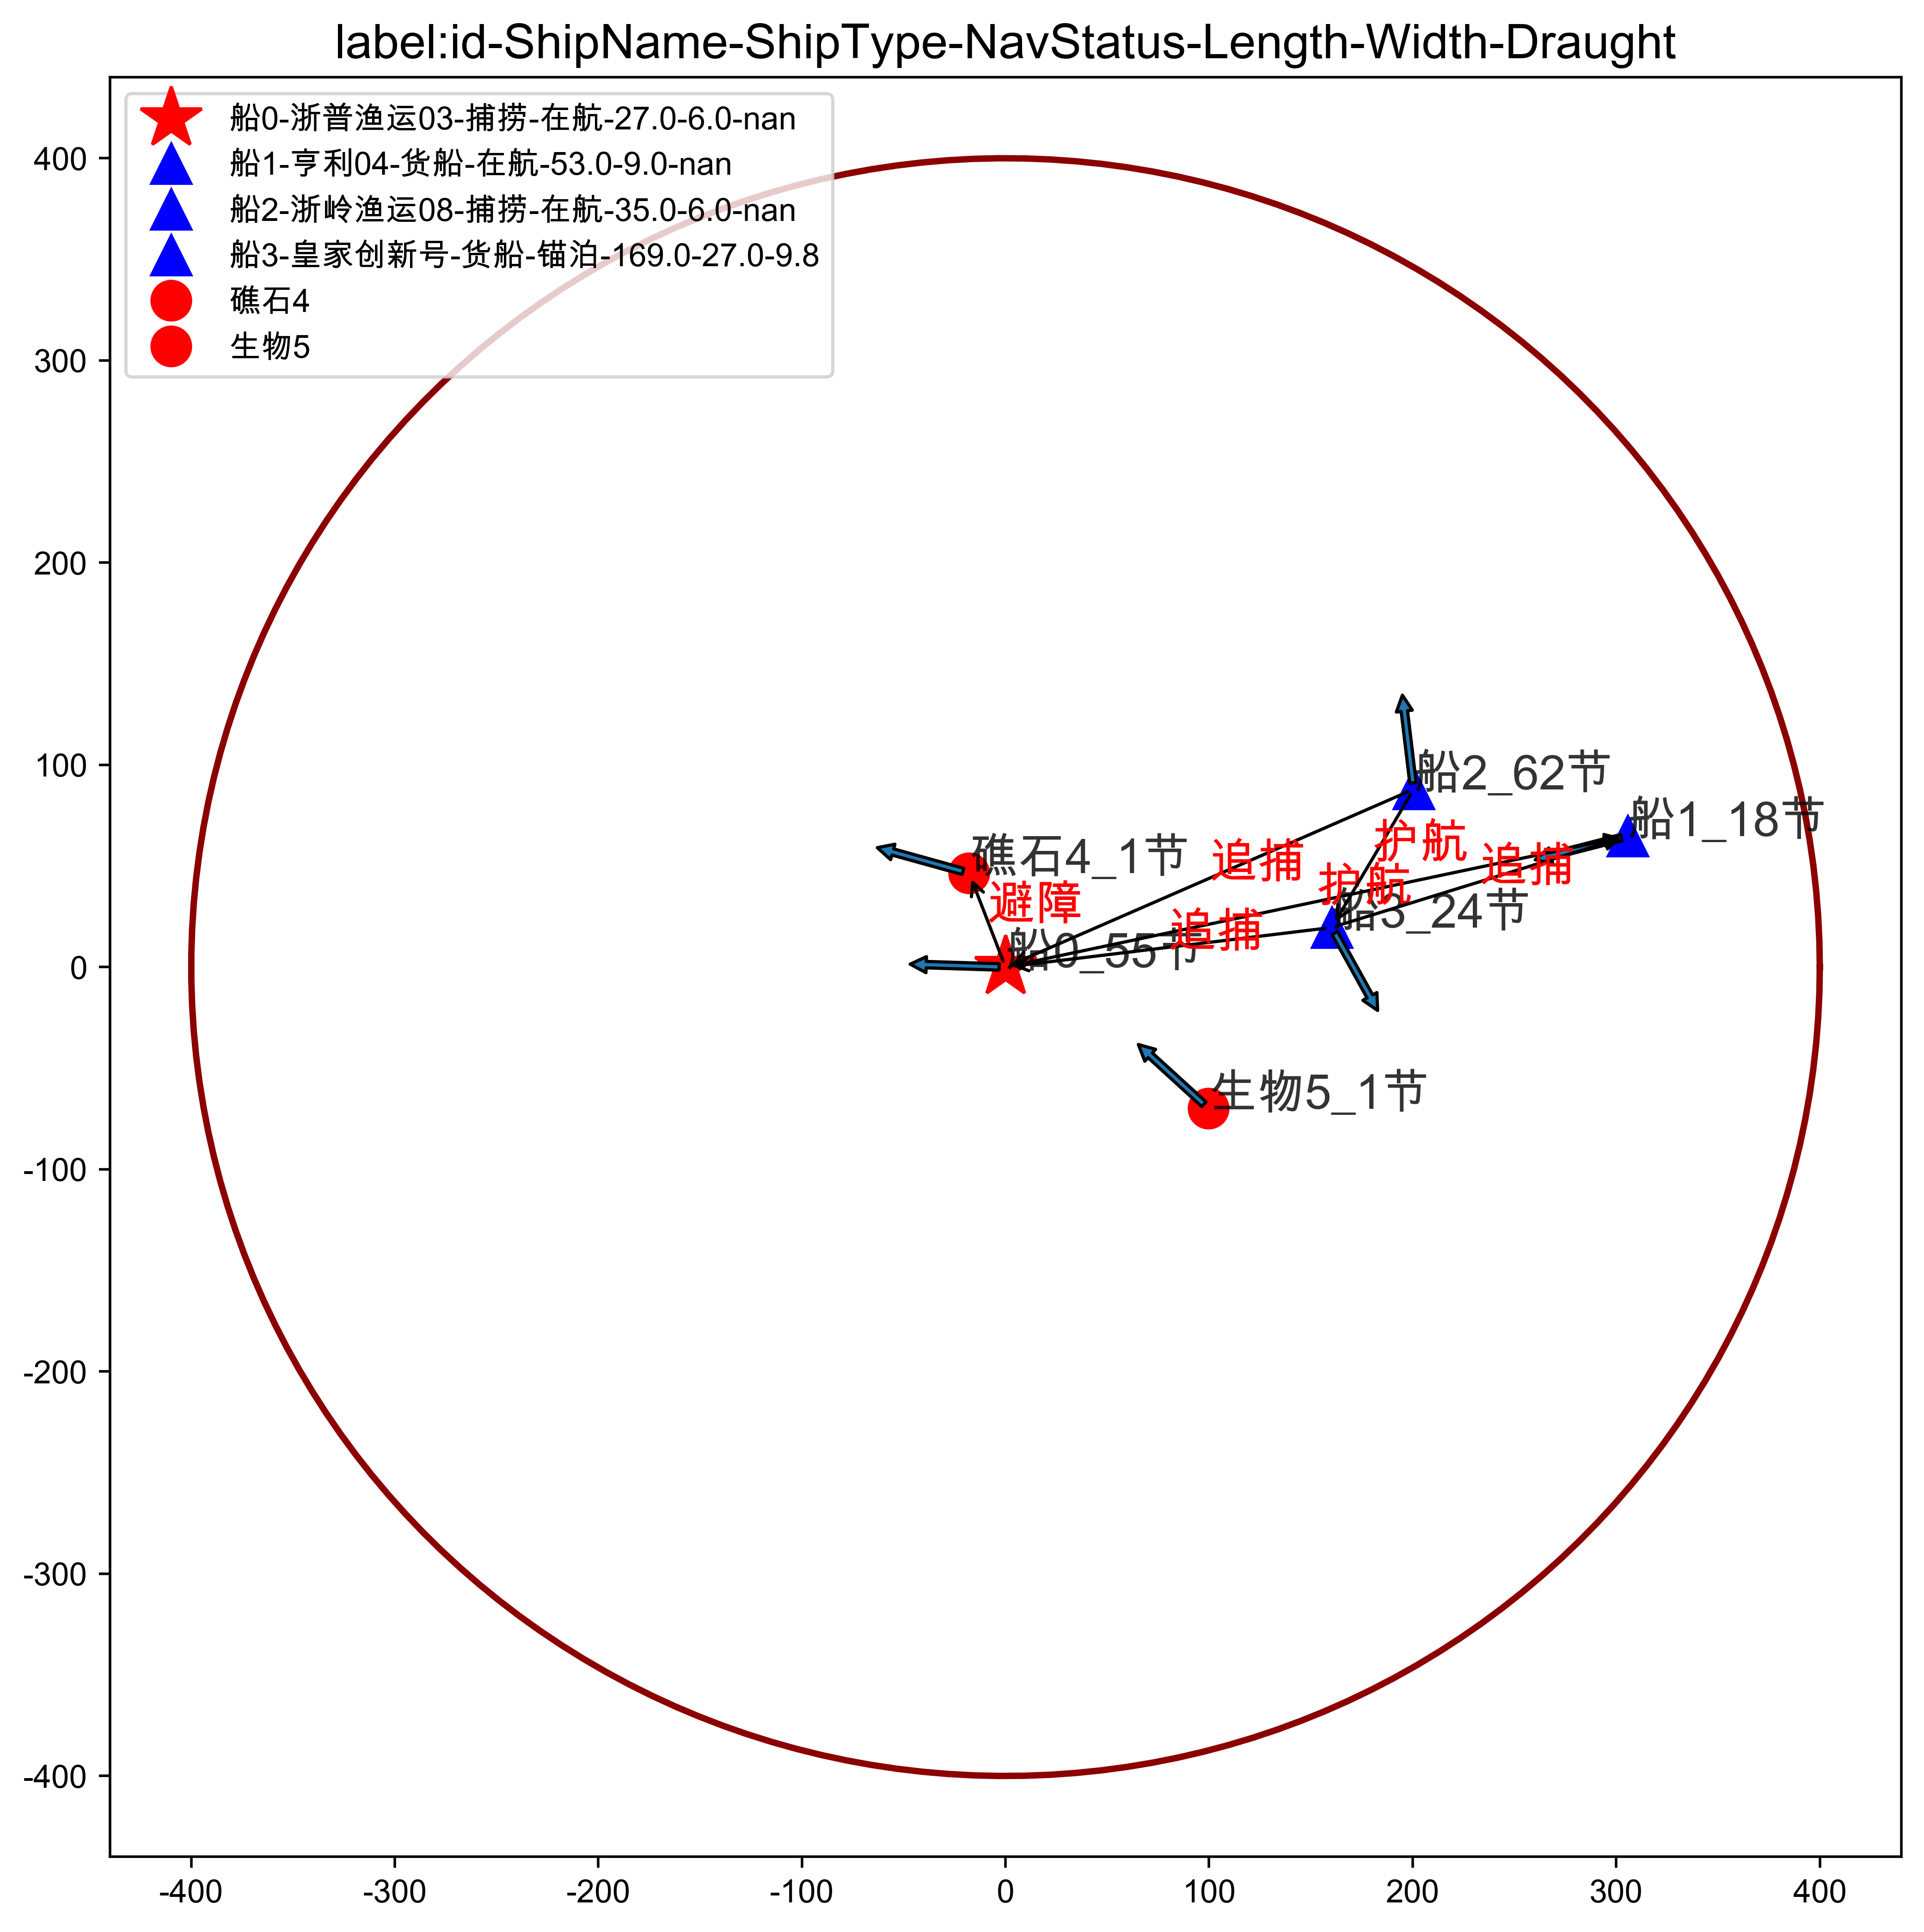 label:id-ShipName-ShipType-NavStatus-Length-Width-Draught
船0-浙普渔运03-捕捞-在航-27.0-6.0-nan
船1-亨利04-货船-在航-53.0-9.0-nan
船2-浙岭渔运08-捕捞-在航-35.0-6.0-nan
船3-皇家创新号-货船-锚泊-169.0-27.0-9.8
礁石4
生物5
400
300
200
100
0
-100
-200
-300
-400
船2_62节
船1_18节
护航
追捕
追捕
礁石4_1节
护航
避障
船3_24节
追捕
船0_55节
生物5_1节
-400
-300
-200
-100
0
100
200
300
400